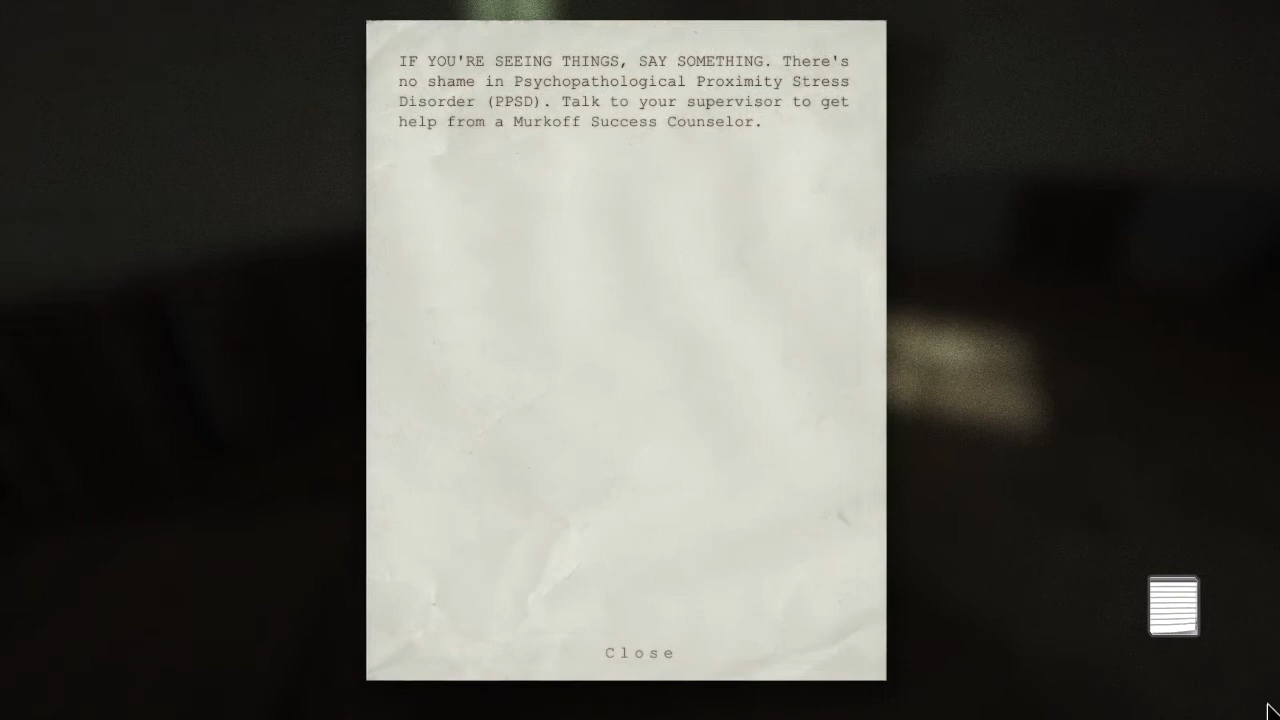 IF YOU'RE SEEING THINGS, SAY SOMETHING. There's
no shame in Psychopathological Proximity Stress
Disorder (PPSD). Talk to your supervisor to get
help from a Murkoff Success Counselor.
Close